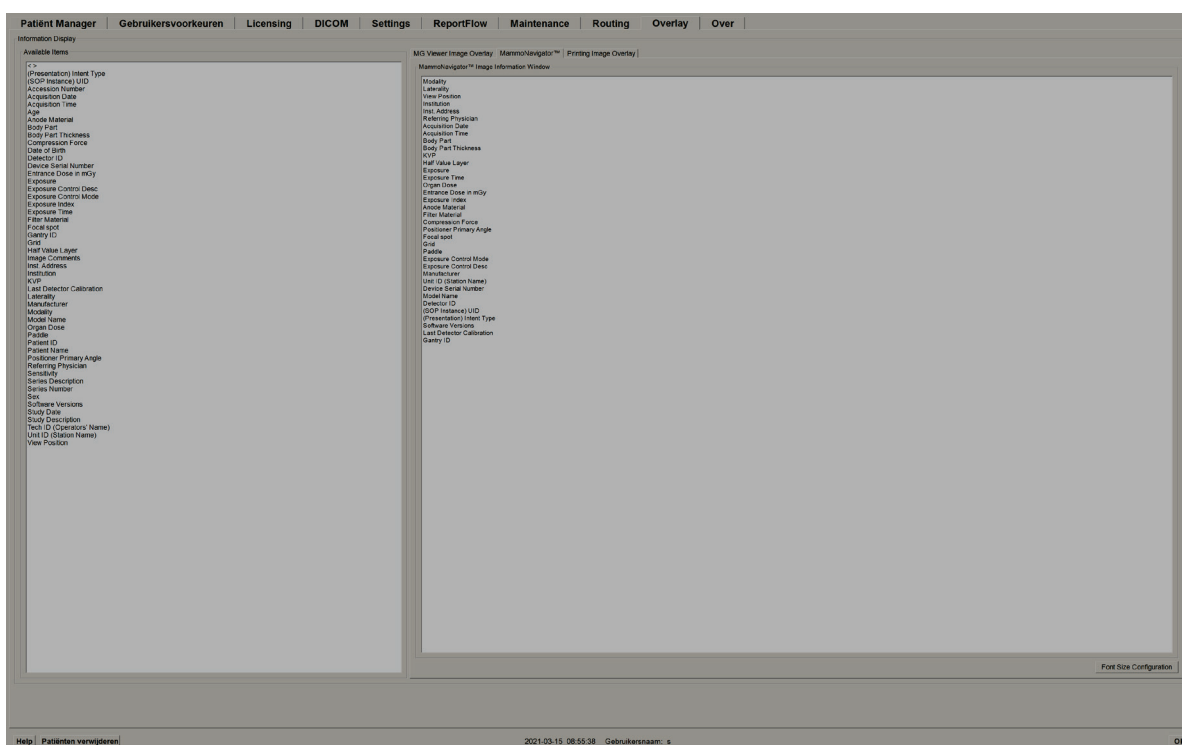 Patiënt Manager Gebruikersvoorkeuren Licensing DICOM Settings ReportFlow Maintenance Routing Overlay Over
Information Display
Available Items
< >
(Presentation) Intent Type
(SOP Instance) UID
Accession Number
Acquisition Date
Acquisition Time
Age
Anode Material
Body Part
Body Part Thickness
Compression Force
Date of Birth
Detector ID
Device Serial Number
Entrance Dose in mGy
Exposure
Exposure Control Desc
Exposure Control Mode
Exposure Index
Exposure Time
Filter Material
Focal spot
Gantry ID
Grid
Half Value Layer
Image Comments
Inst. Address
Institution
KVP
Last Detector Calibration
Laterality
Manufacturer
Modality
Model Name
Organ Dose
Paddle
Patient ID
Patient Name
Positioner Primary Angle
Referring Physician
Sensitivity
Series Description
Series Number
Sex
Software Versions
Study Date
Study Description
Tech ID (Operators' Name)
Unit ID (Station Name)
View Position
MG Viewer Image Overlay MammoNavigator™ Printing Image Overlay
MammoNavigator™ Image Information Window
Modality
Laterality
View Position
Institution
Inst. Address
Referring Physician
Acquisition Date
Acquisition Time
Body Part
Body Part Thickness
KVP
Half Value Layer
Exposure
Exposure Time
Organ Dose
Entrance Dose in mGy
Exposure Index
Anode Material
Filter Material
Compression Force
Positioner Primary Angle
Focal spot
Grid
Paddle
Exposure Control Mode
Exposure Control Desc
Manufacturer
Unit ID (Station Name)
Device Serial Number
Model Name
Detector ID
(SOP Instance) UID
(Presentation) Intent Type
Software Versions
Last Detector Calibration
Gantry ID
Font Size Configuration
Help Patiënten verwijderen 2021-03-15 08:55:38 Gebruikersnaam: s